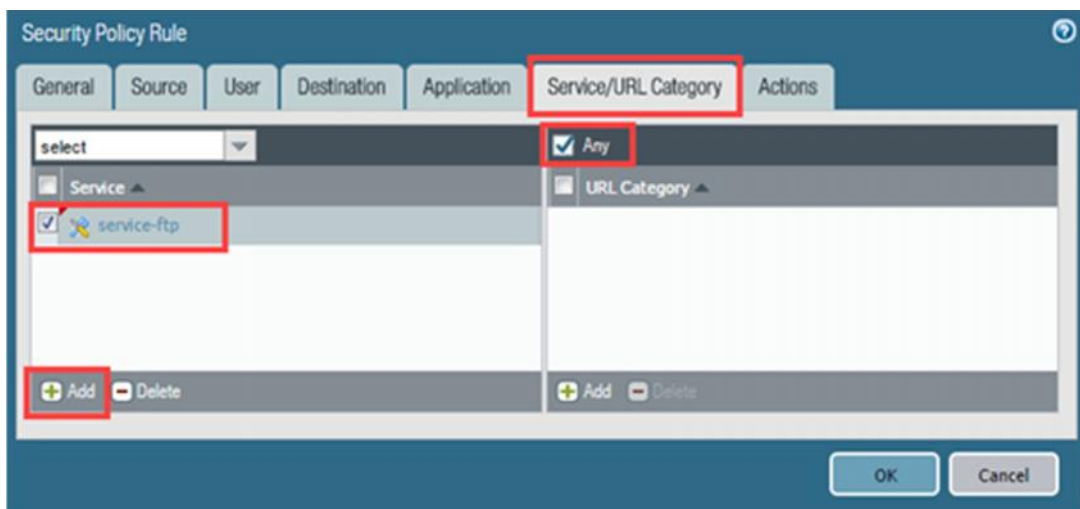 Security Policy Rule
General Source User Destination Application Service/URL Category Actions
select
Any
Service
URL Category
service-ftp
Add Delete
Add Delete
OK Cancel